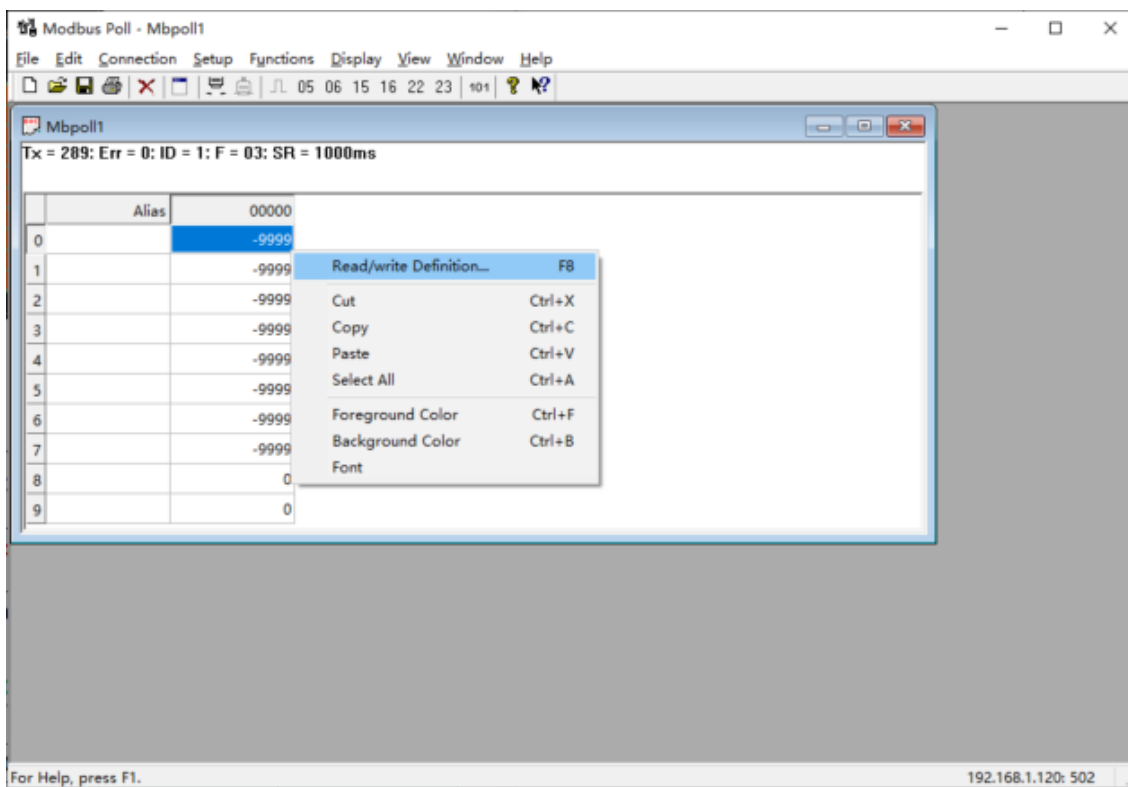 Modbus Poll - Mbpoll1
File Edit Connection Setup Functions Display View Window Help
05 06 15 16 22 23 101
Mbpoll1
Tx = 289: Err = 0: ID = 1: F = 03: SR = 1000ms
Alias 00000
0 -9999
1 -9999
2 -9999
3 -9999
4 -9999
5 -9999
6 -9999
7 -9999
8 0
9 0
Read/write Definition... F8
Cut Ctrl+X
Copy Ctrl+C
Paste Ctrl+V
Select All Ctrl+A
Foreground Color Ctrl+F
Background Color Ctrl+B
Font
For Help, press F1. 192.168.1.120: 502